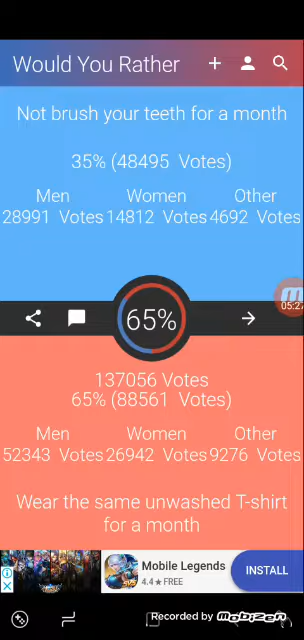 Would You Rather
Not brush your teeth for a month
35% (48495 Votes)
Men Women Other
28991 Votes 14812 Votes 4692 Votes
05:27
65%
137056 Votes
65% (88561 Votes)
Men Women Other
52343 Votes 26942 Votes 9276 Votes
Wear the same unwashed T-shirt
for a month
Mobile Legends
4.4★FREE
INSTALL
Recorded by Mobizen